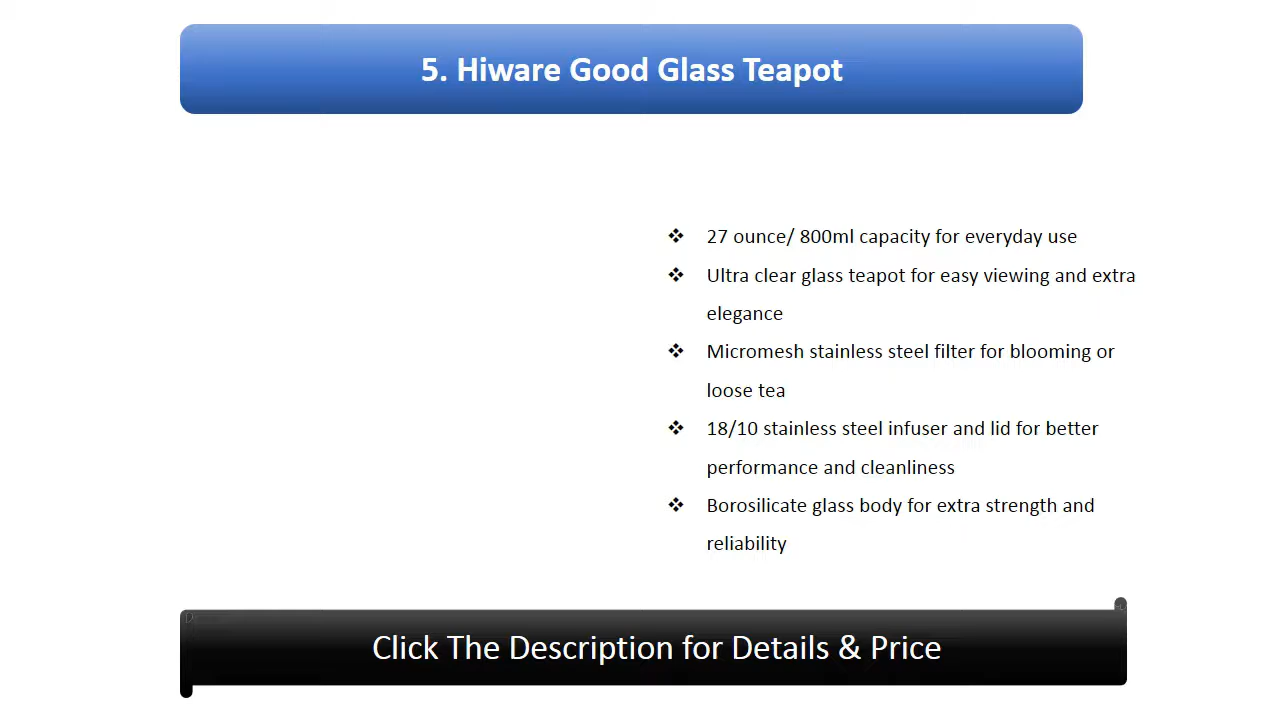 5. Hiware Good Glass Teapot
❖ 27 ounce/ 800ml capacity for everyday use
❖ Ultra clear glass teapot for easy viewing and extra
elegance
❖ Micromesh stainless steel filter for blooming or
loose tea
❖ 18/10 stainless steel infuser and lid for better
performance and cleanliness
❖ Borosilicate glass body for extra strength and
reliability
Click The Description for Details & Price